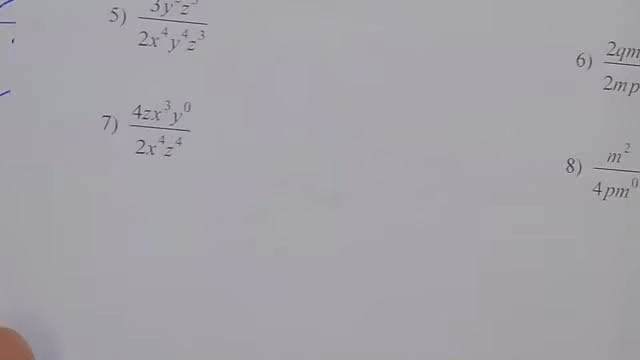 5) 3y z / 2x⁴y⁴z³
6) 2qm / 2mp
7) 4zx³y⁰ / 2x⁴z⁴
8) m² / 4pm⁰